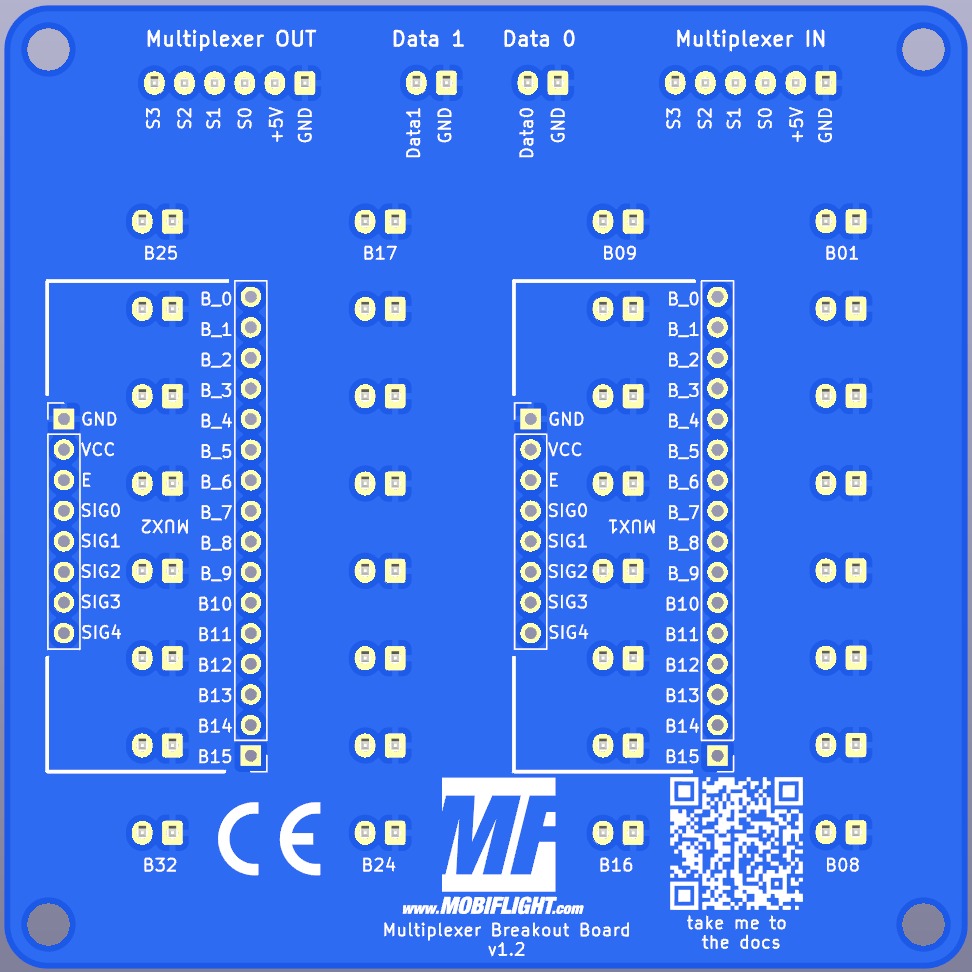 Multiplexer OUT
Data 1
Data 0
Multiplexer IN
S3
S2
S1
S0
+5V
GND
Data1
GND
Data0
GND
S3
S2
S1
S0
+5V
GND
B25
B17
B09
B01
B_0
B_1
B_2
B_3
B_4
B_5
B_6
B_7
B_8
B_9
B10
B11
B12
B13
B14
B15
GND
VCC
E
SIG0
SIG1
SIG2
SIG3
SIG4
MUX2
B_0
B_1
B_2
B_3
B_4
B_5
B_6
B_7
B_8
B_9
B10
B11
B12
B13
B14
B15
GND
VCC
E
SIG0
SIG1
SIG2
SIG3
SIG4
MUX1
B32
CE
B24
MF
B16
B08
www.MOBIFLIGHT.com
Multiplexer Breakout Board
v1.2
take me to
the docs